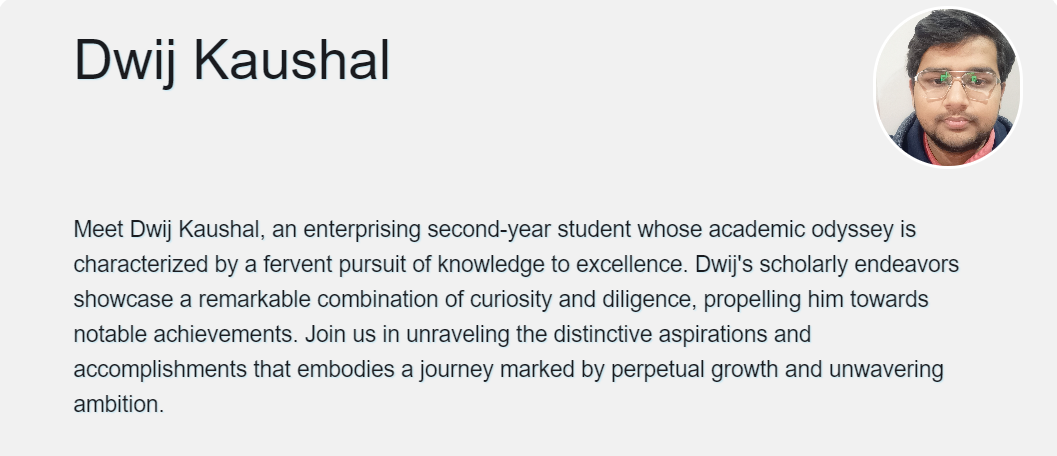 Dwij Kaushal
Meet Dwij Kaushal, an enterprising second-year student whose academic odyssey is
characterized by a fervent pursuit of knowledge to excellence. Dwij's scholarly endeavors
showcase a remarkable combination of curiosity and diligence, propelling him towards
notable achievements. Join us in unraveling the distinctive aspirations and
accomplishments that embodies a journey marked by perpetual growth and unwavering
ambition.